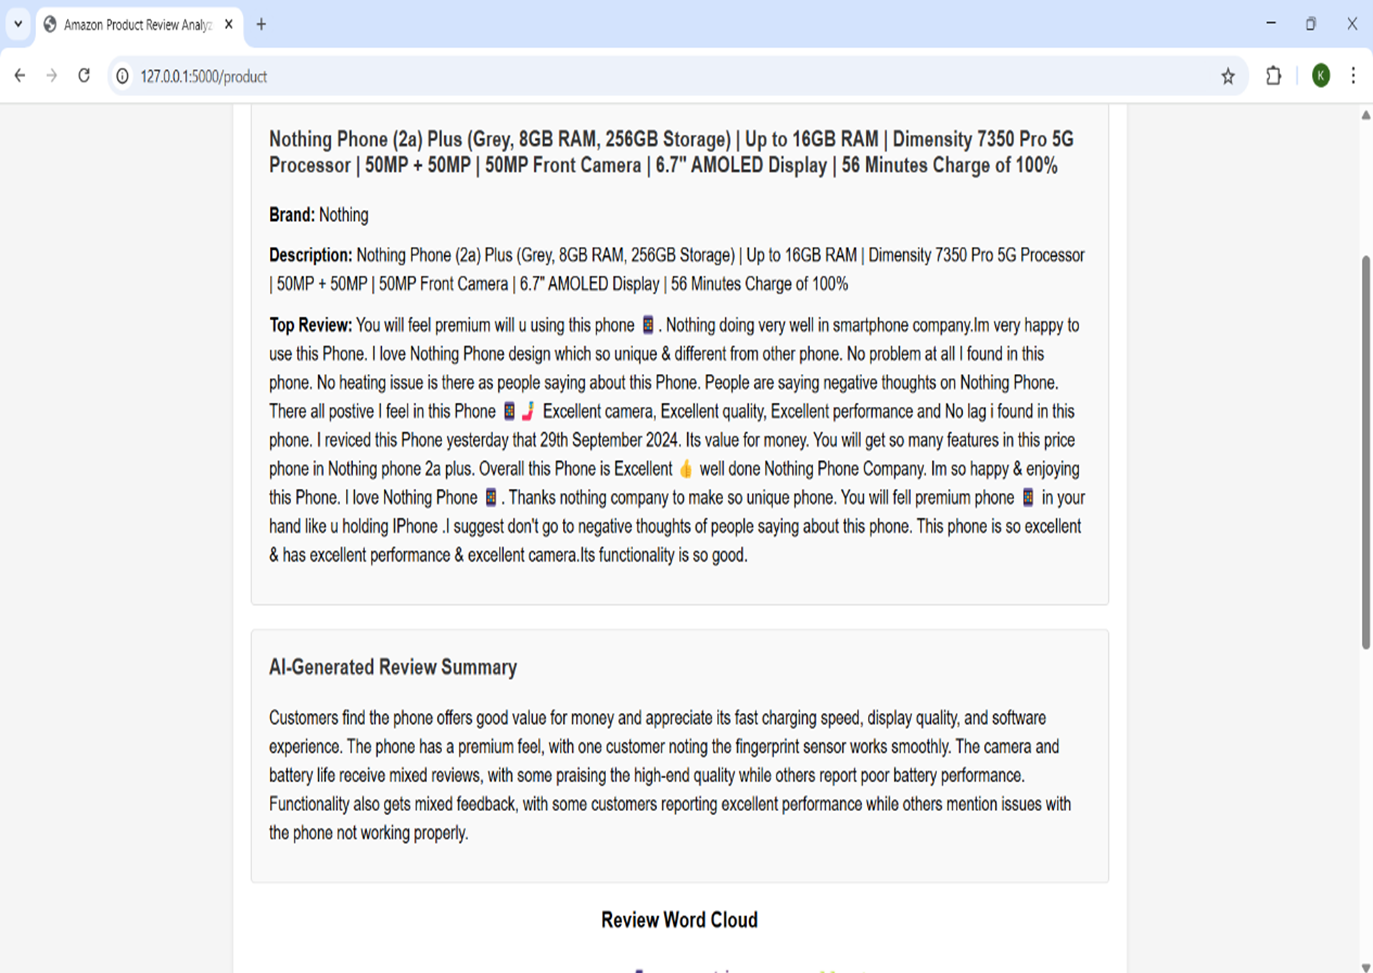 Amazon Product Review Analyz
127.0.0.1:5000/product
K
Nothing Phone (2a) Plus (Grey, 8GB RAM, 256GB Storage) | Up to 16GB RAM | Dimensity 7350 Pro 5G
Processor | 50MP + 50MP | 50MP Front Camera | 6.7" AMOLED Display | 56 Minutes Charge of 100%
Brand: Nothing
Description: Nothing Phone (2a) Plus (Grey, 8GB RAM, 256GB Storage) | Up to 16GB RAM | Dimensity 7350 Pro 5G Processor
| 50MP + 50MP | 50MP Front Camera | 6.7" AMOLED Display | 56 Minutes Charge of 100%
Top Review: You will feel premium will u using this phone 📱 . Nothing doing very well in smartphone company.Im very happy to
use this Phone. I love Nothing Phone design which so unique & different from other phone. No problem at all I found in this
phone. No heating issue is there as people saying about this Phone. People are saying negative thoughts on Nothing Phone.
There all postive I feel in this Phone 📱 🤳 Excellent camera, Excellent quality, Excellent performance and No lag i found in this
phone. I reviced this Phone yesterday that 29th September 2024. Its value for money. You will get so many features in this price
phone in Nothing phone 2a plus. Overall this Phone is Excellent 👍 well done Nothing Phone Company. Im so happy & enjoying
this Phone. I love Nothing Phone 📱 . Thanks nothing company to make so unique phone. You will fell premium phone 📱 in your
hand like u holding IPhone .I suggest don't go to negative thoughts of people saying about this phone. This phone is so excellent
& has excellent performance & excellent camera.Its functionality is so good.
AI-Generated Review Summary
Customers find the phone offers good value for money and appreciate its fast charging speed, display quality, and software
experience. The phone has a premium feel, with one customer noting the fingerprint sensor works smoothly. The camera and
battery life receive mixed reviews, with some praising the high-end quality while others report poor battery performance.
Functionality also gets mixed feedback, with some customers reporting excellent performance while others mention issues with
the phone not working properly.
Review Word Cloud